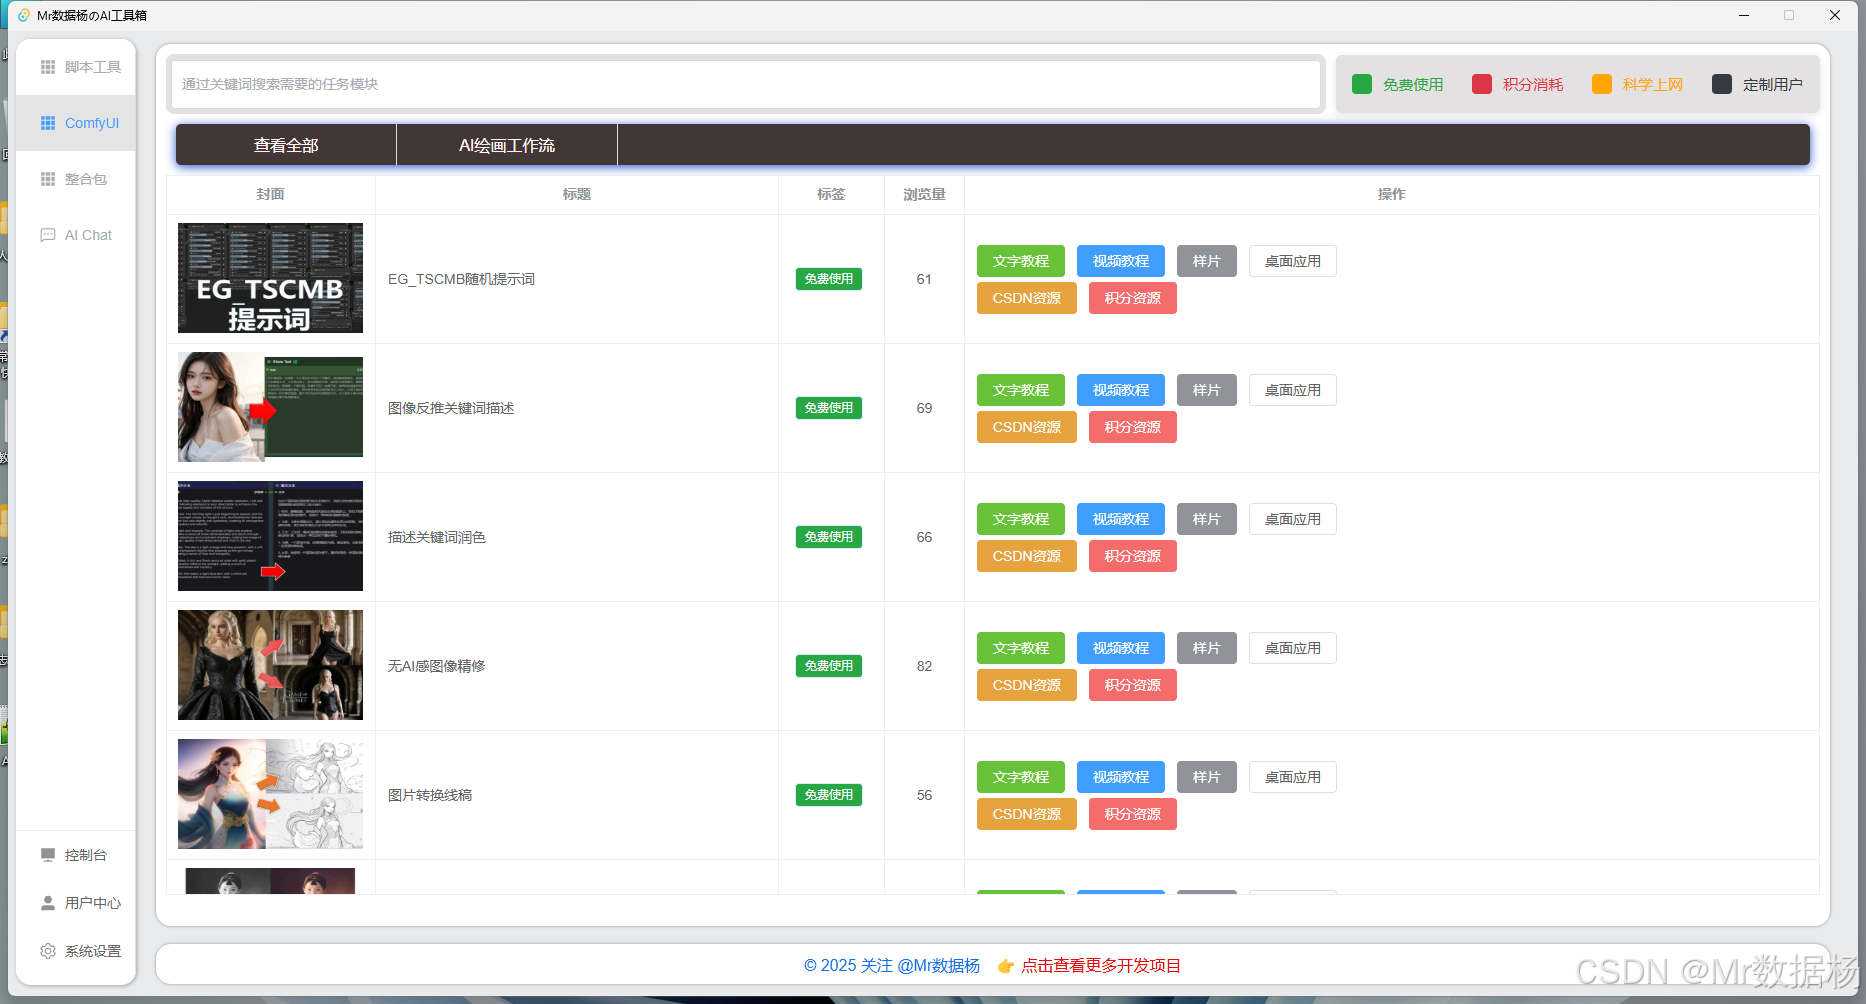 Mr数据杨のAI工具箱
脚本工具
ComfyUI
整合包
AI Chat
控制台
用户中心
系统设置
通过关键词搜索需要的任务模块
免费使用 积分消耗 科学上网 定制用户
查看全部 AI绘画工作流
封面 标题 标签 浏览量 操作
EG_TSCMB
提示词
EG_TSCMB随机提示词 免费使用 61
文字教程 视频教程 样片 桌面应用
CSDN资源 积分资源
图像反推关键词描述 免费使用 69
文字教程 视频教程 样片 桌面应用
CSDN资源 积分资源
描述关键词润色 免费使用 66
文字教程 视频教程 样片 桌面应用
CSDN资源 积分资源
无AI感图像精修 免费使用 82
文字教程 视频教程 样片 桌面应用
CSDN资源 积分资源
图片转换线稿 免费使用 56
文字教程 视频教程 样片 桌面应用
CSDN资源 积分资源
© 2025 关注 @Mr数据杨 👉 点击查看更多开发项目
CSDN @Mr数据杨